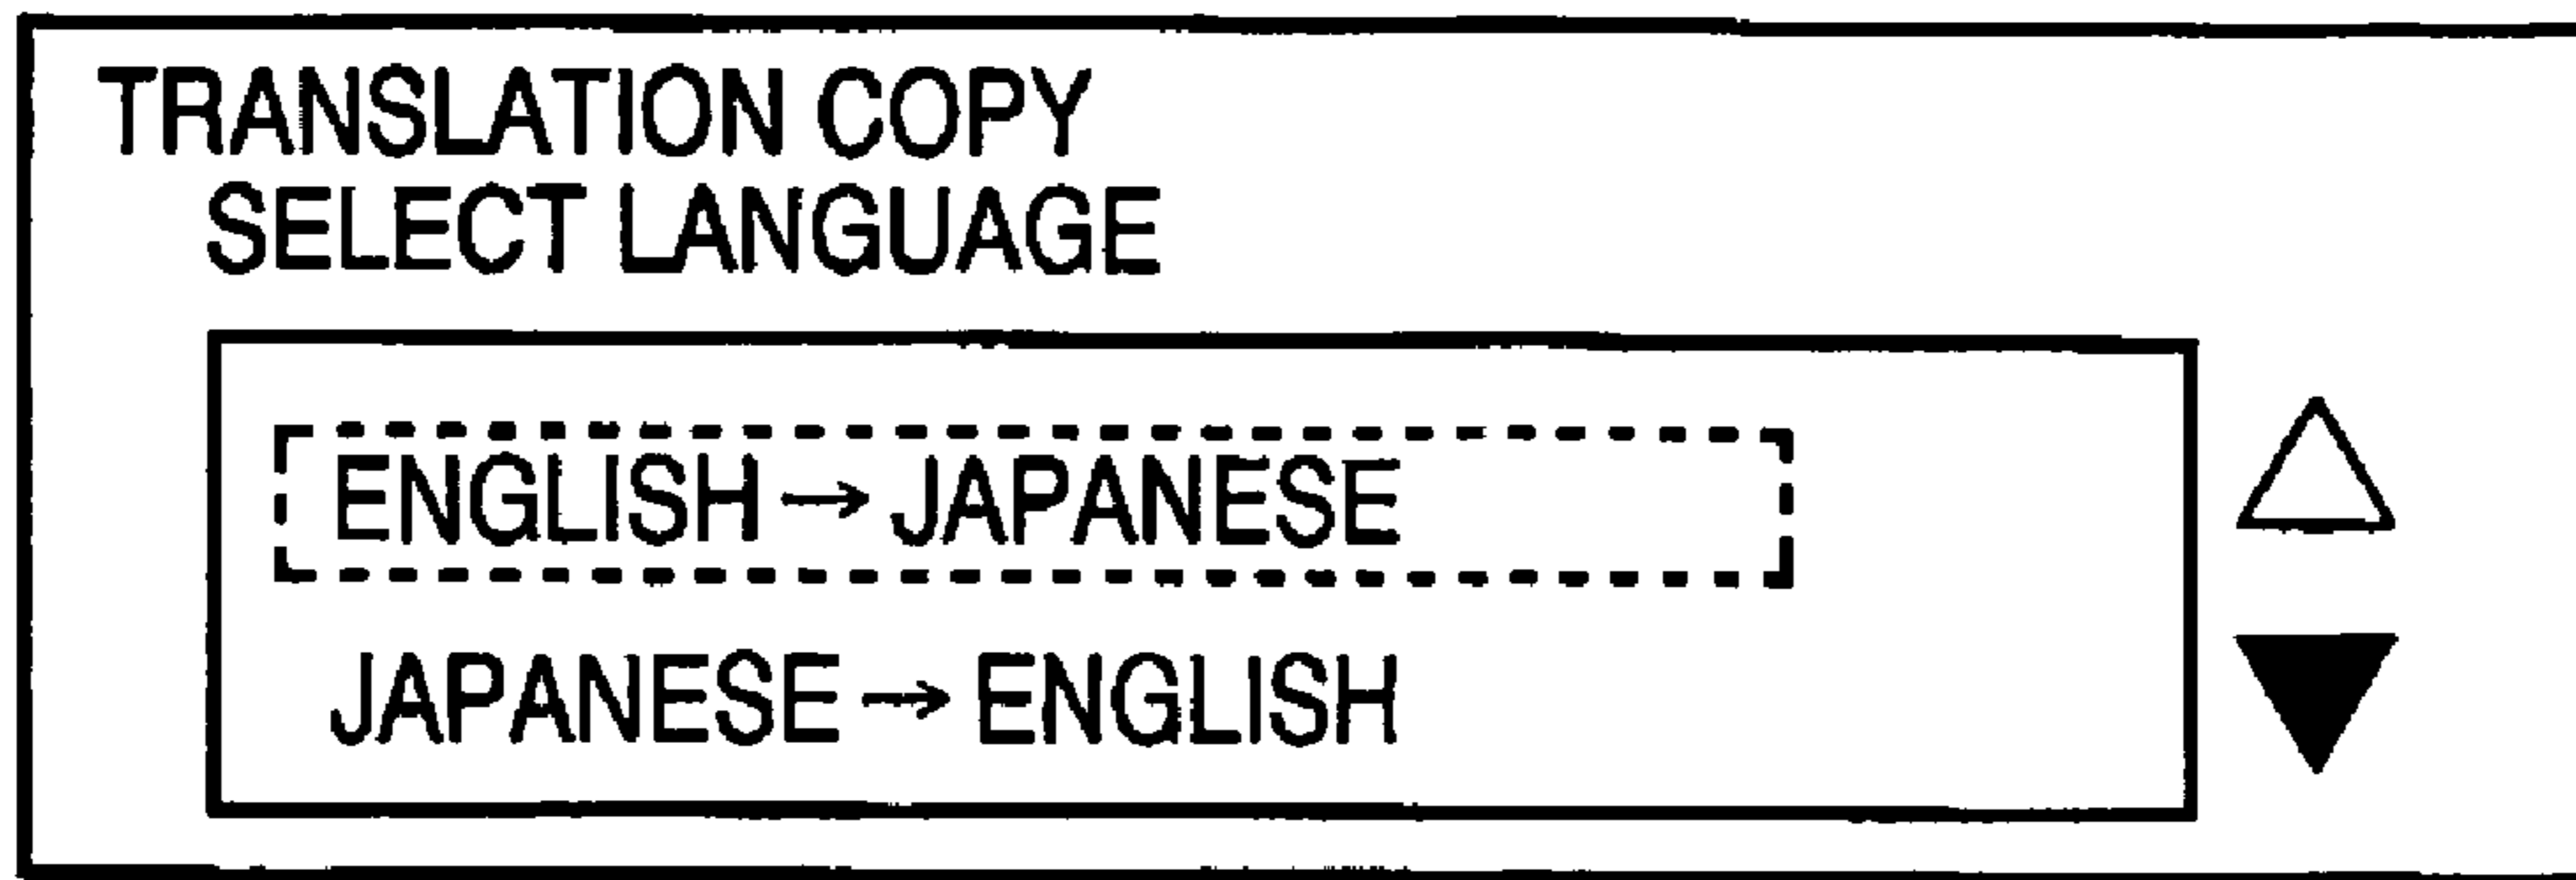 TRANSLATION COPY
SELECT LANGUAGE
ENGLISH → JAPANESE
JAPANESE → ENGLISH